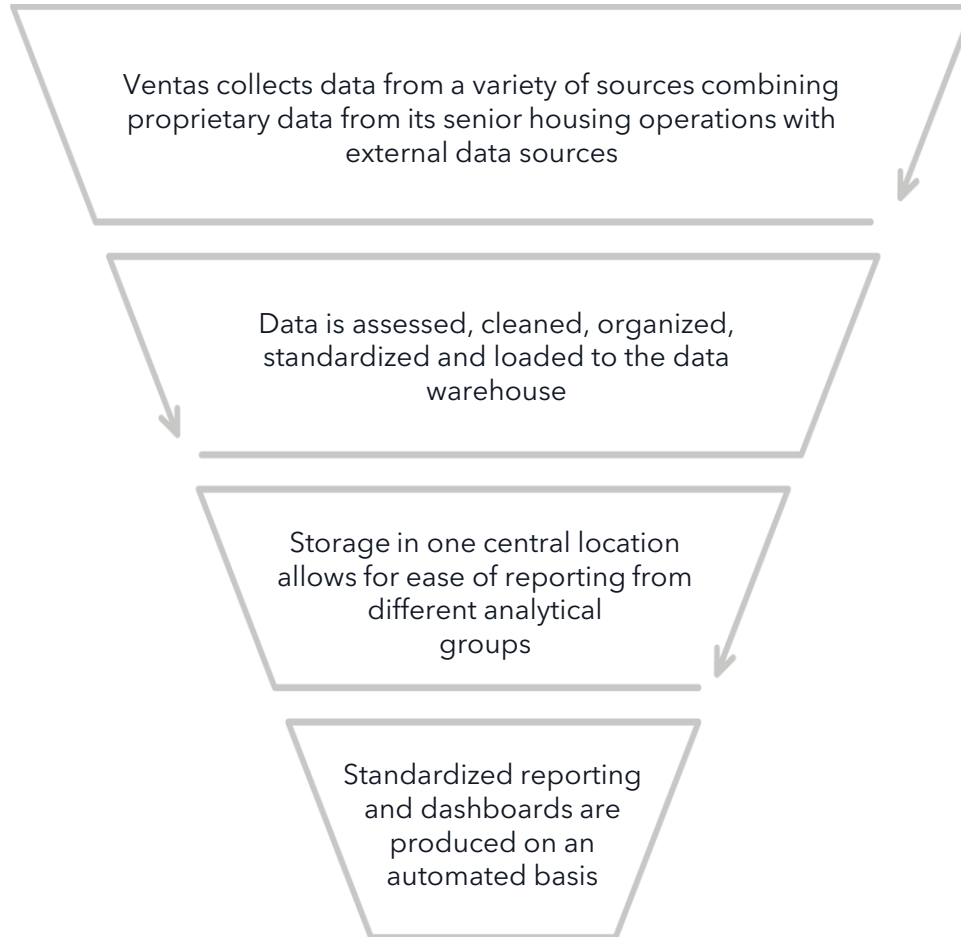 Ventas collects data from a variety of sources combining
proprietary data from its senior housing operations with
external data sources
Data is assessed, cleaned, organized,
standardized and loaded to the data
warehouse
Storage in one central location
allows for ease of reporting from
different analytical
groups
Standardized reporting
and dashboards are
produced on an
automated basis